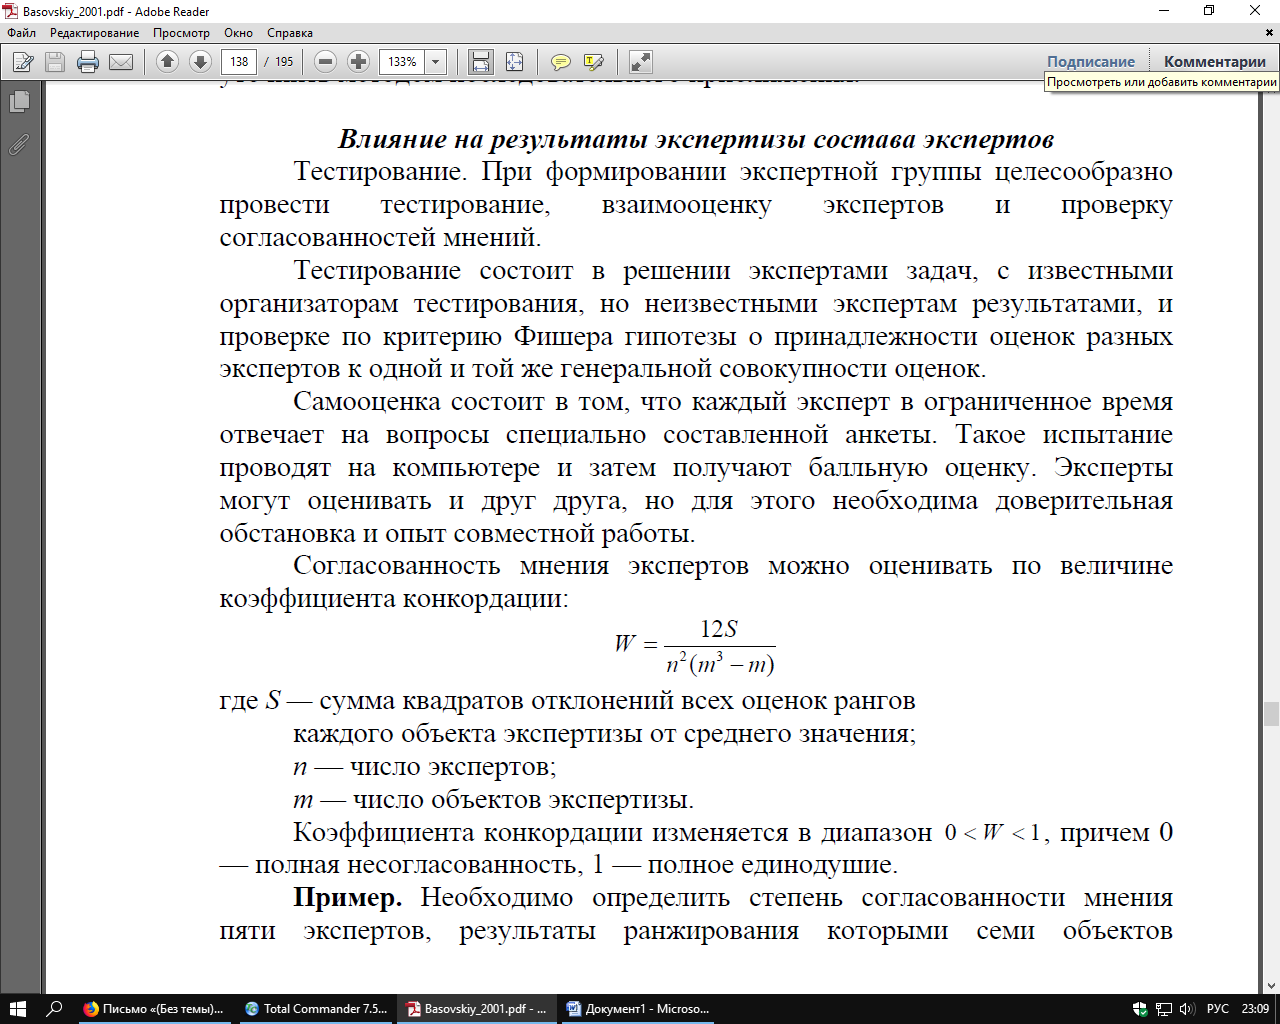 Basovskiy_2001.pdf - Adobe Reader
Файл Редактирование Просмотр Окно Справка
138 / 195 133% Подписание Комментарии
Просмотреть или добавить комментарии
Влияние на результаты экспертизы состава экспертов
Тестирование. При формировании экспертной группы целесообразно
провести тестирование, взаимооценку экспертов и проверку
согласованностей мнений.
Тестирование состоит в решении экспертами задач, с известными
организаторам тестирования, но неизвестными экспертам результатами, и
проверке по критерию Фишера гипотезы о принадлежности оценок разных
экспертов к одной и той же генеральной совокупности оценок.
Самооценка состоит в том, что каждый эксперт в ограниченное время
отвечает на вопросы специально составленной анкеты. Такое испытание
проводят на компьютере и затем получают балльную оценку. Эксперты
могут оценивать и друг друга, но для этого необходима доверительная
обстановка и опыт совместной работы.
Согласованность мнения экспертов можно оценивать по величине
коэффициента конкордации:
W = 12S / n²(m³ − m)
где S — сумма квадратов отклонений всех оценок рангов
каждого объекта экспертизы от среднего значения;
n — число экспертов;
m — число объектов экспертизы.
Коэффициента конкордации изменяется в диапазон 0 < W < 1, причем 0
— полная несогласованность, 1 — полное единодушие.
Пример. Необходимо определить степень согласованности мнения
пяти экспертов, результаты ранжирования которыми семи объектов
Письмо «(Без темы)... Total Commander 7.5... Basovskiy_2001.pdf - ... Документ1 - Microso... РУС 23:09